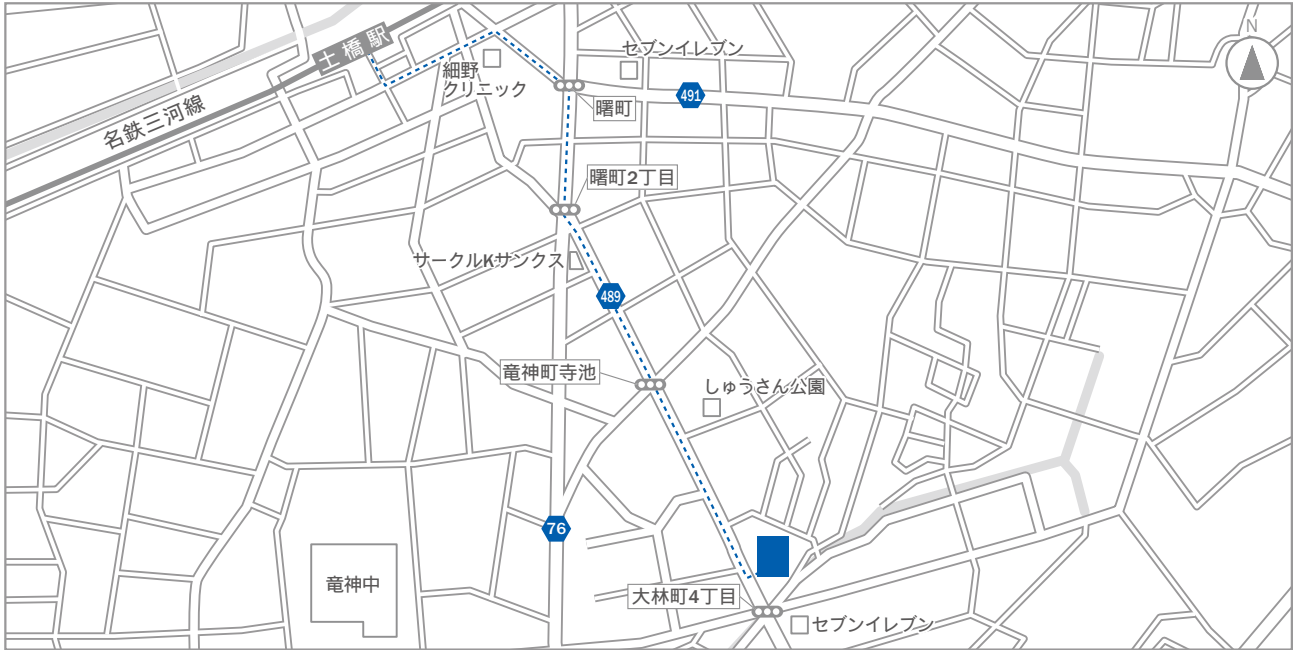 N
土橋駅
セブンイレブン
細野
クリニック
491
曙町
名鉄三河線
曙町2丁目
サークルKサンクス
489
竜神町寺池
しゅうさん公園
76
竜神中
大林町4丁目
セブンイレブン